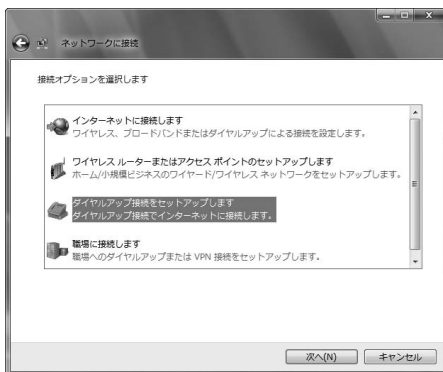 ネットワークに接続
接続オプションを選択します
インターネットに接続します
ワイヤレス、ブロードバンドまたはダイヤルアップによる接続を設定します。
ワイヤレス ルーターまたはアクセス ポイントのセットアップします
ホーム/小規模ビジネスのワイヤード/ワイヤレス ネットワークをセットアップします。
ダイヤルアップ接続をセットアップします
ダイヤルアップ接続でインターネットに接続します。
職場に接続します
職場へのダイヤルアップまたは VPN 接続をセットアップします。
次へ(N)
キャンセル